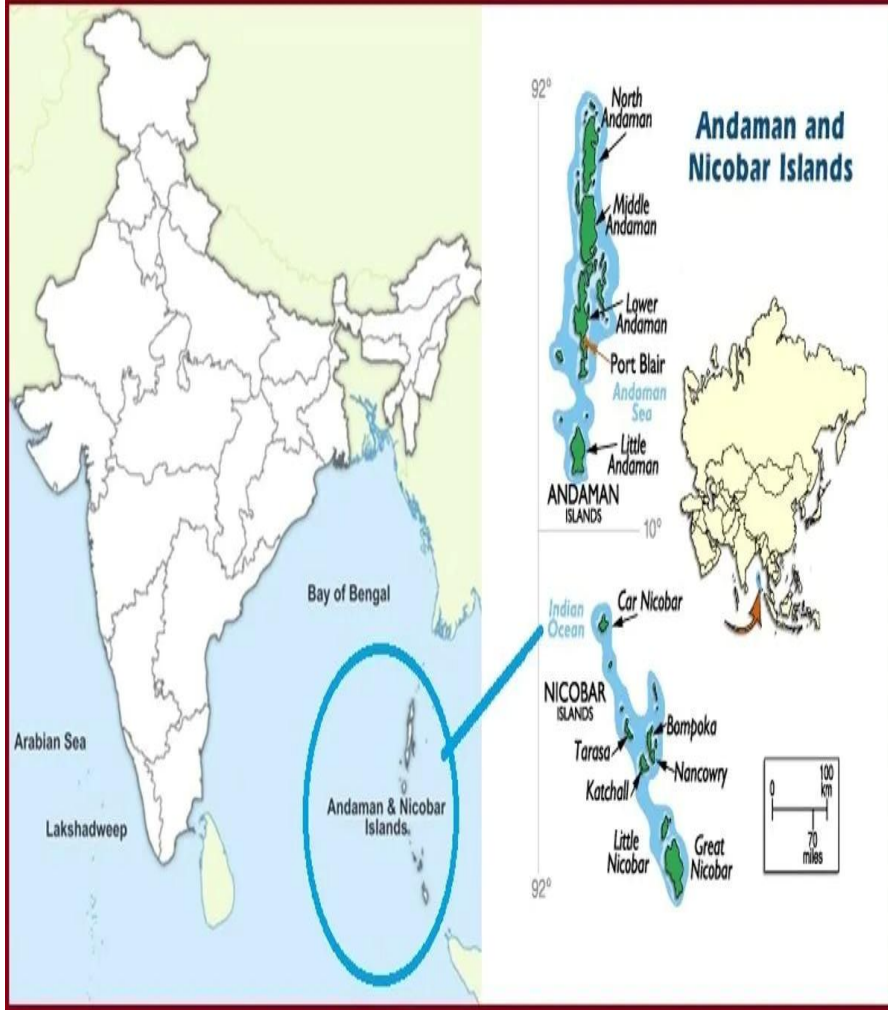 Bay of Bengal
Arabian Sea
Lakshadweep
Andaman & Nicobar
Islands
Andaman and
Nicobar Islands
92°
North
Andaman
Middle
Andaman
Lower
Andaman
Port Blair
Andaman
Sea
Little
Andaman
ANDAMAN
ISLANDS
10°
Indian
Ocean
Car Nicobar
NICOBAR
ISLANDS
Bompoka
Tarasa
Nancowry
Katchall
Little
Nicobar
Great
Nicobar
92°
0
100
km
70
miles